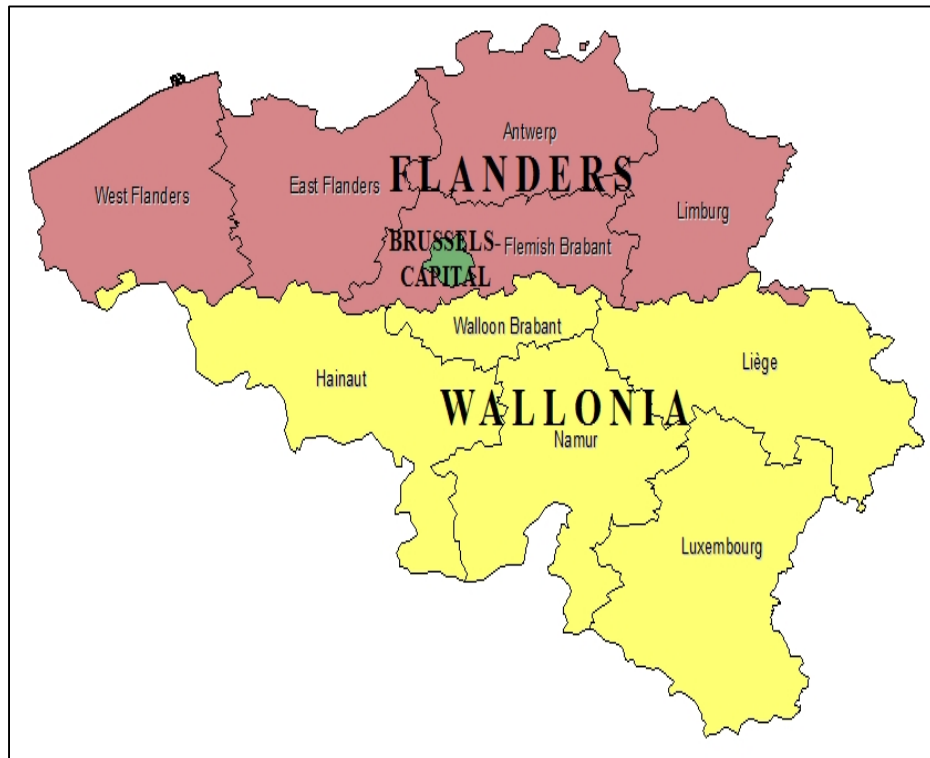 Antwerp
FLANDERS
West Flanders
East Flanders
Limburg
BRUSSELS-
CAPITAL
Flemish Brabant
Walloon Brabant
Hainaut
Liège
WALLONIA
Namur
Luxembourg